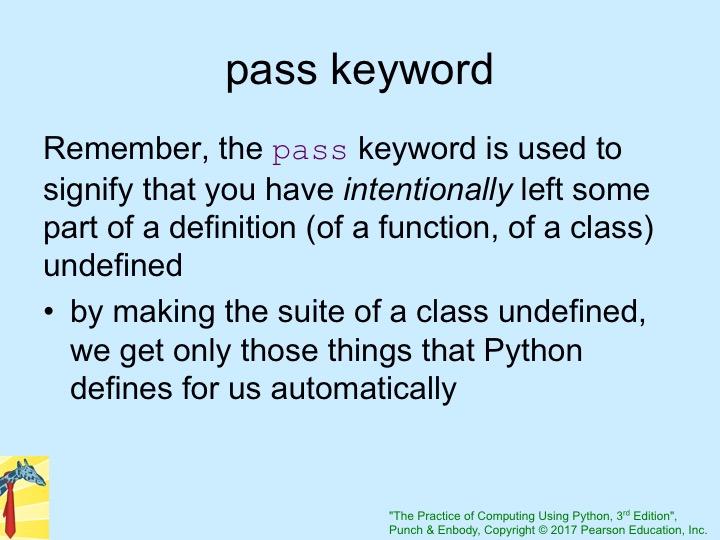 pass keyword
Remember, the pass keyword is used to
signify that you have intentionally left some
part of a definition (of a function, of a class)
undefined
• by making the suite of a class undefined,
we get only those things that Python
defines for us automatically
"The Practice of Computing Using Python, 3rd Edition",
Punch & Enbody, Copyright © 2017 Pearson Education, Inc.